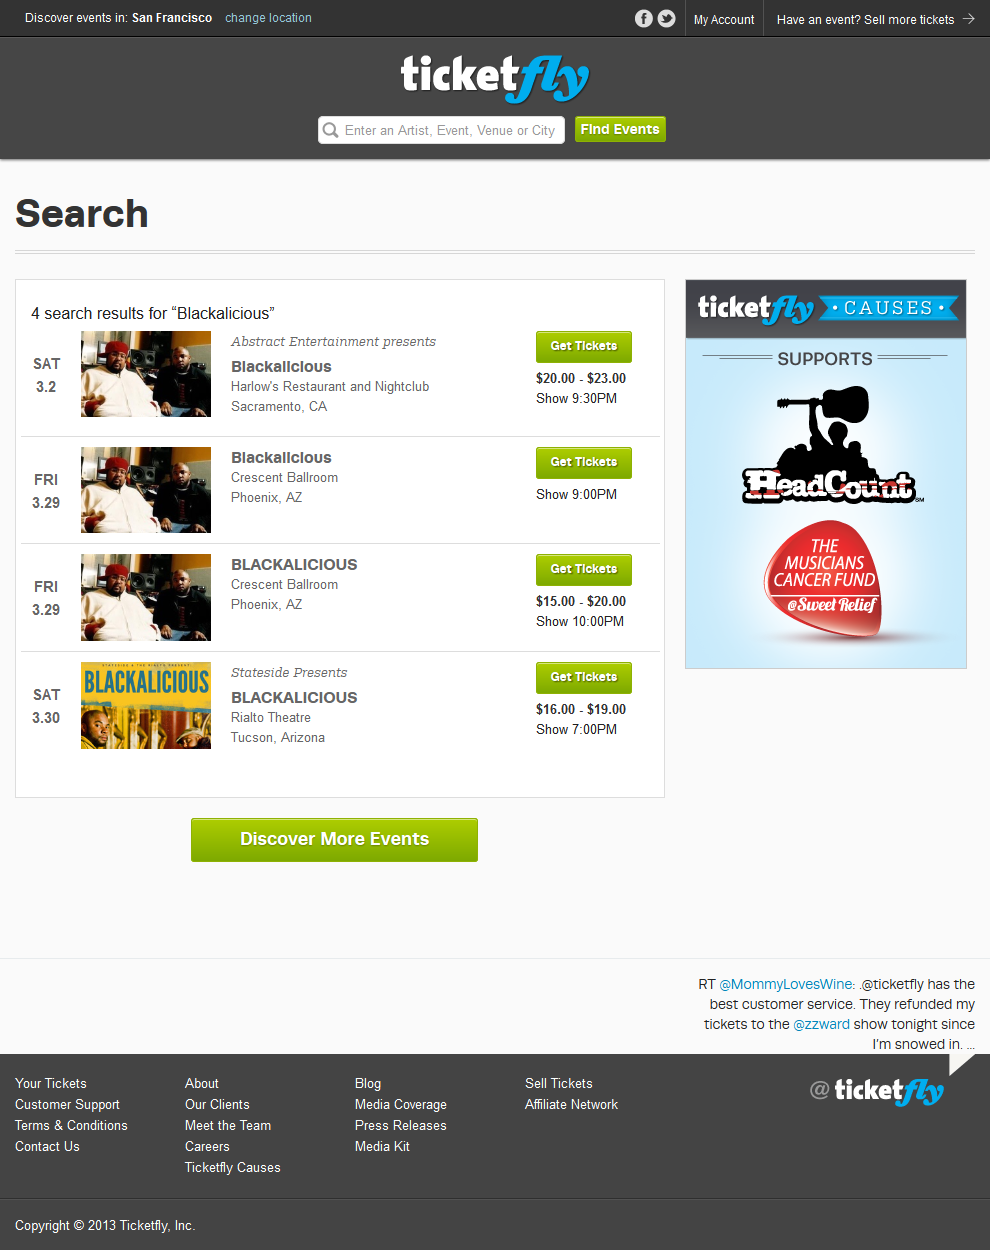 Discover events in: San Francisco change location
My Account
Have an event? Sell more tickets
ticketfly
Enter an Artist, Event, Venue or City
Find Events
Search
4 search results for “Blackalicious”
SAT
3.2
Abstract Entertainment presents
Blackalicious
Harlow's Restaurant and Nightclub
Sacramento, CA
Get Tickets
$20.00 - $23.00
Show 9:30PM
FRI
3.29
Blackalicious
Crescent Ballroom
Phoenix, AZ
Get Tickets
Show 9:00PM
FRI
3.29
BLACKALICIOUS
Crescent Ballroom
Phoenix, AZ
Get Tickets
$15.00 - $20.00
Show 10:00PM
SAT
3.30
STATESIDE & THE RIALTO PRESENT
BLACKALICIOUS
Stateside Presents
BLACKALICIOUS
Rialto Theatre
Tucson, Arizona
Get Tickets
$16.00 - $19.00
Show 7:00PM
Discover More Events
ticketfly CAUSES
SUPPORTS
HeadCount SM
THE
MUSICIANS
CANCER FUND
@Sweet Relief
RT @MommyLovesWine: .@ticketfly has the
best customer service. They refunded my
tickets to the @zzward show tonight since
I'm snowed in. ...
@ticketfly
Your Tickets
Customer Support
Terms & Conditions
Contact Us
About
Our Clients
Meet the Team
Careers
Ticketfly Causes
Blog
Media Coverage
Press Releases
Media Kit
Sell Tickets
Affiliate Network
Copyright © 2013 Ticketfly, Inc.